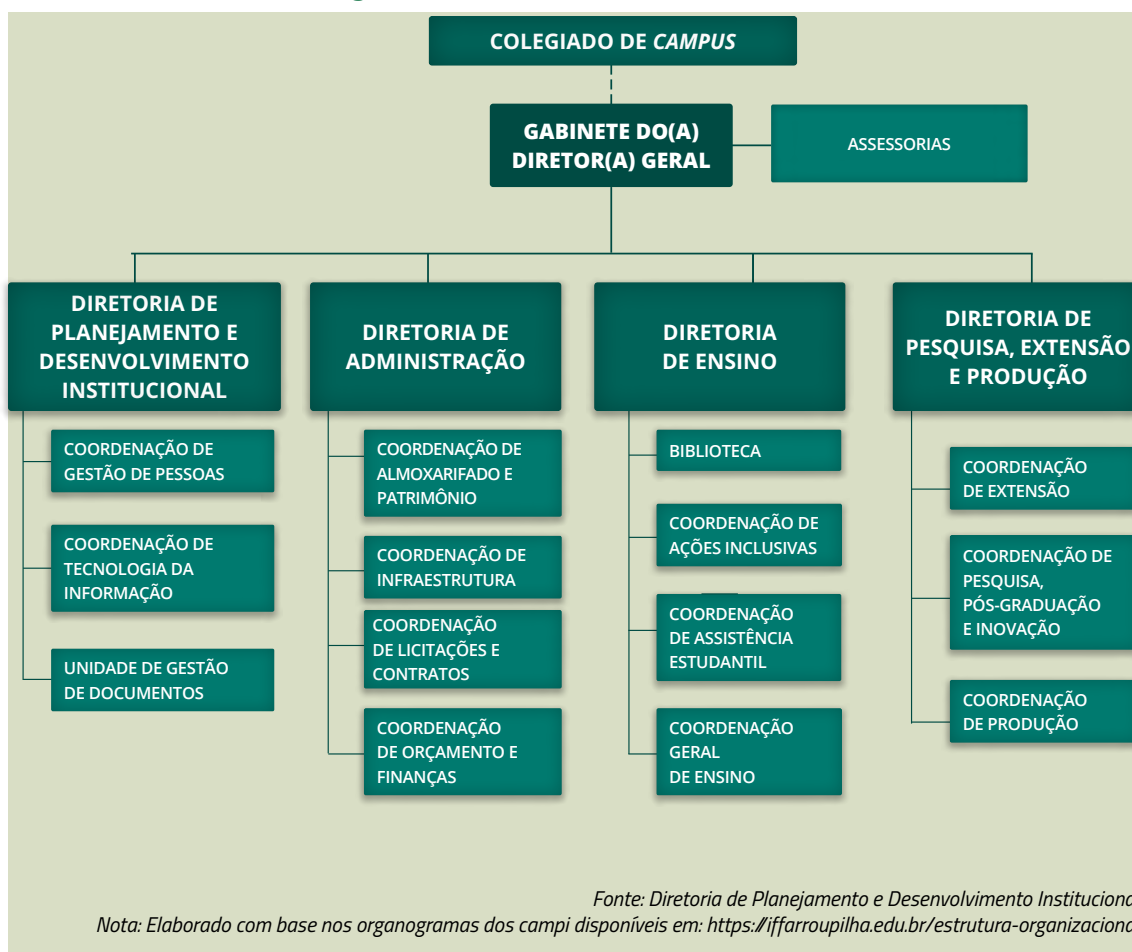 COLEGIADO DE CAMPUS
GABINETE DO(A)
DIRETOR(A) GERAL
ASSESSORIAS
DIRETORIA DE
PLANEJAMENTO E
DESENVOLVIMENTO
INSTITUCIONAL
COORDENAÇÃO DE
GESTÃO DE PESSOAS
COORDENAÇÃO DE
TECNOLOGIA DA
INFORMAÇÃO
UNIDADE DE GESTÃO
DE DOCUMENTOS
DIRETORIA DE
ADMINISTRAÇÃO
COORDENAÇÃO DE
ALMOXARIFADO E
PATRIMÔNIO
COORDENAÇÃO DE
INFRAESTRUTURA
COORDENAÇÃO
DE LICITAÇÕES E
CONTRATOS
COORDENAÇÃO
DE ORÇAMENTO E
FINANÇAS
DIRETORIA
DE ENSINO
BIBLIOTECA
COORDENAÇÃO DE
AÇÕES INCLUSIVAS
COORDENAÇÃO
DE ASSISTÊNCIA
ESTUDANTIL
COORDENAÇÃO
GERAL
DE ENSINO
DIRETORIA DE
PESQUISA, EXTENSÃO
E PRODUÇÃO
COORDENAÇÃO
DE EXTENSÃO
COORDENAÇÃO DE
PESQUISA,
PÓS-GRADUAÇÃO
E INOVAÇÃO
COORDENAÇÃO
DE PRODUÇÃO
Fonte: Diretoria de Planejamento e Desenvolvimento Instituciona
Nota: Elaborado com base nos organogramas dos campi disponíveis em: https://iffarroupilha.edu.br/estrutura-organizaciona